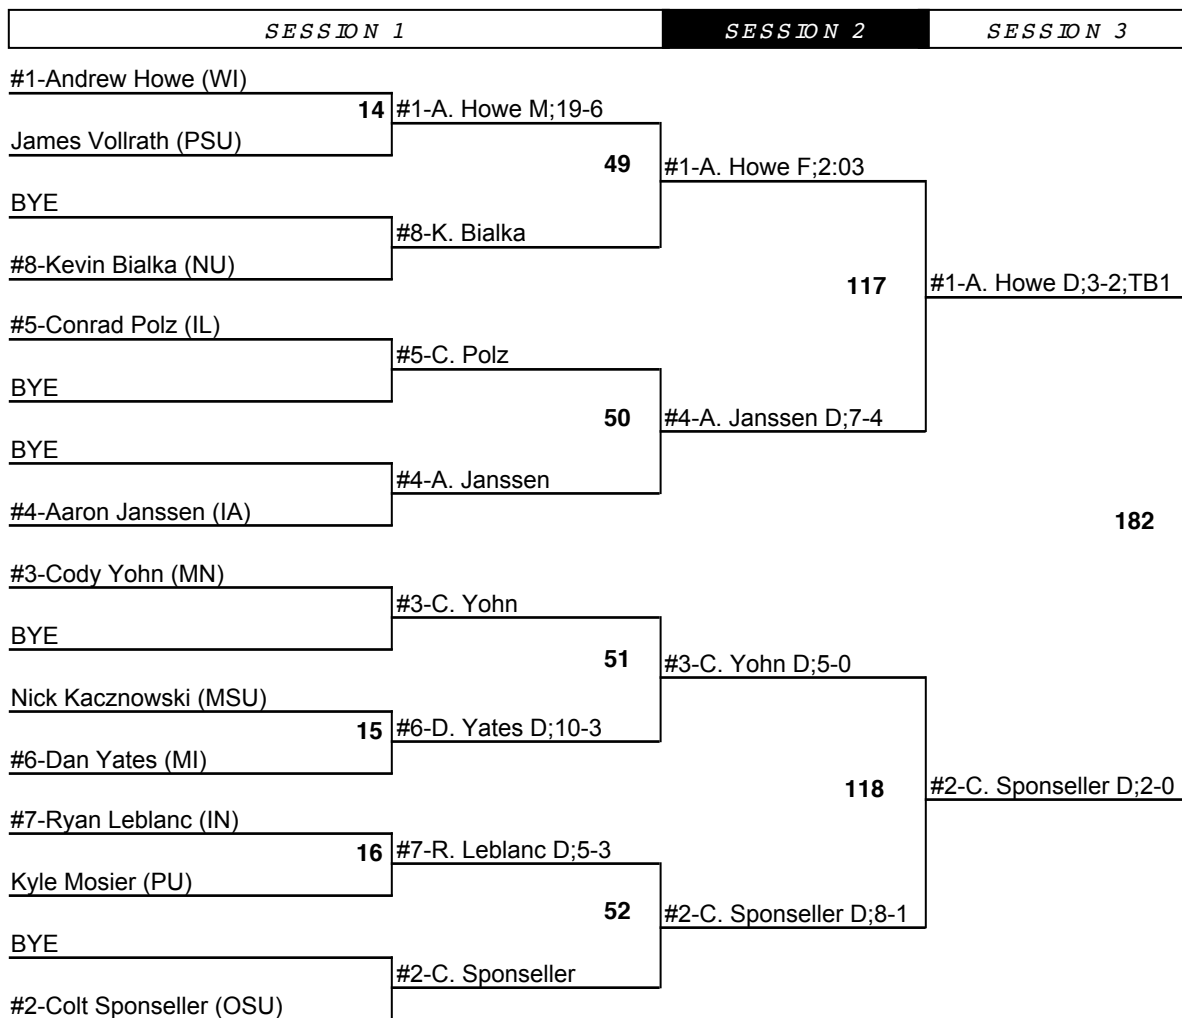 SESSION 1 SESSION 2 SESSION 3
#1-Andrew Howe (WI)
14 #1-A. Howe M;19-6
James Vollrath (PSU)
49 #1-A. Howe F;2:03
BYE
#8-K. Bialka
#8-Kevin Bialka (NU)
117 #1-A. Howe D;3-2;TB1
#5-Conrad Polz (IL)
#5-C. Polz
BYE
50 #4-A. Janssen D;7-4
BYE
#4-A. Janssen
#4-Aaron Janssen (IA)
182
#3-Cody Yohn (MN)
#3-C. Yohn
BYE
51 #3-C. Yohn D;5-0
Nick Kacznowski (MSU)
15 #6-D. Yates D;10-3
#6-Dan Yates (MI)
118 #2-C. Sponseller D;2-0
#7-Ryan Leblanc (IN)
16 #7-R. Leblanc D;5-3
Kyle Mosier (PU)
52 #2-C. Sponseller D;8-1
BYE
#2-C. Sponseller
#2-Colt Sponseller (OSU)